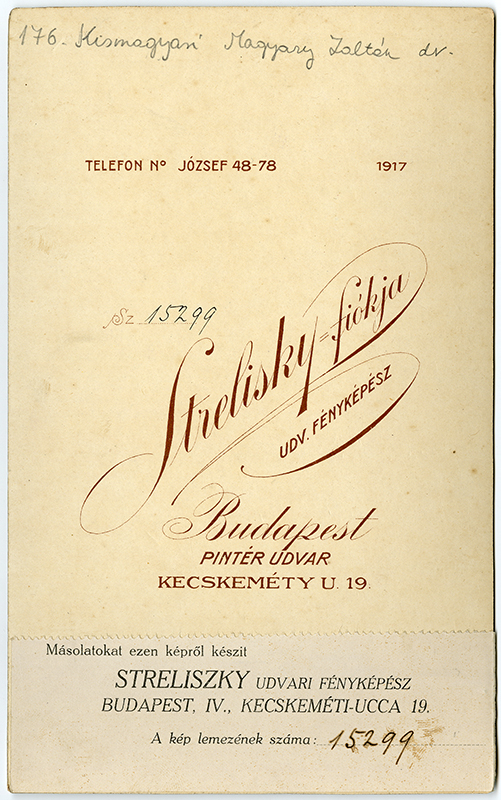 176. Kismagyari Magyary Zoltán dr.
TELEFON Nº JÓZSEF 48-78 1917
Sz 15299
Strelisky=fiókja
UDV. FÉNYKÉPÉSZ
Budapest
PINTÉR UDVAR
KECSKEMÉTY U. 19.
Másolatokat ezen képről készit
STRELISZKY UDVARI FÉNYKÉPÉSZ
BUDAPEST, IV., KECSKEMÉTI-UCCA 19.
A kép lemezének száma: 15299